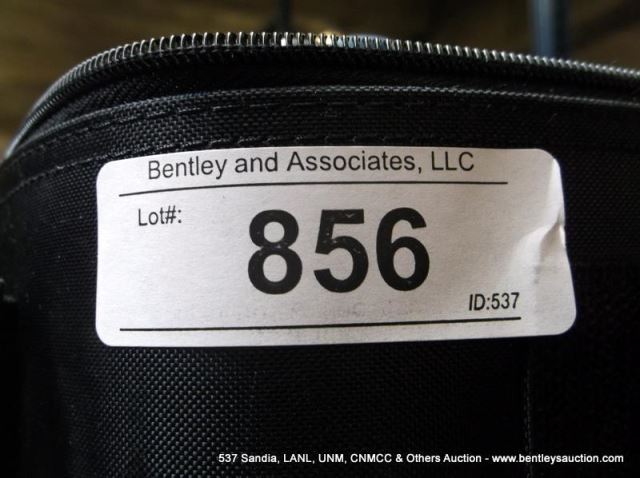 Bentley and Associates, LLC
Lot#:
856
ID:537
537 Sandia, LANL, UNM, CNMCC & Others Auction - www.bentleysauction.com